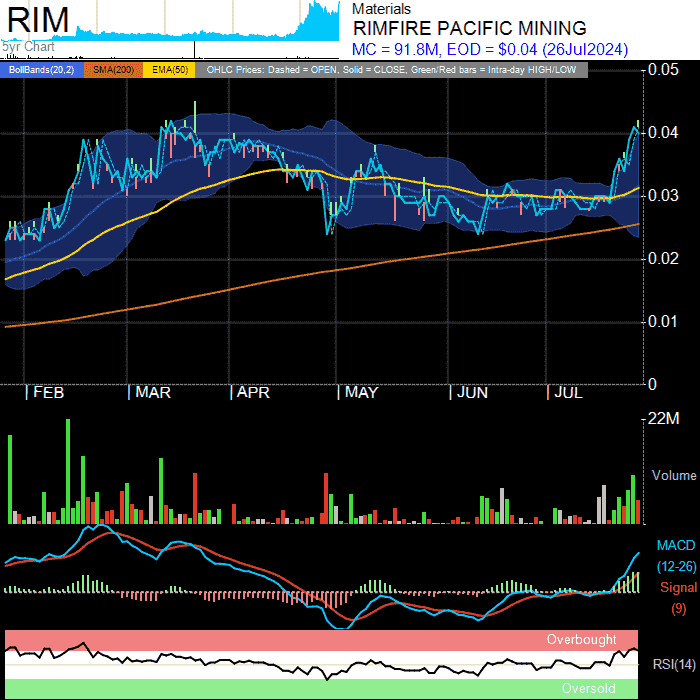 RIM
5yr Chart
Materials
RIMFIRE PACIFIC MINING
MC = 91.8M, EOD = $0.04 (26Jul2024)
BollBands(20,2) SMA(200) EMA(50) OHLC Prices: Dashed = OPEN, Solid = CLOSE, Green/Red bars = Intra-day HIGH/LOW
0.05
0.04
0.03
0.02
0.01
0
FEB MAR APR MAY JUN JUL
22M
Volume
MACD
(12-26)
Signal
(9)
Overbought
RSI(14)
Oversold